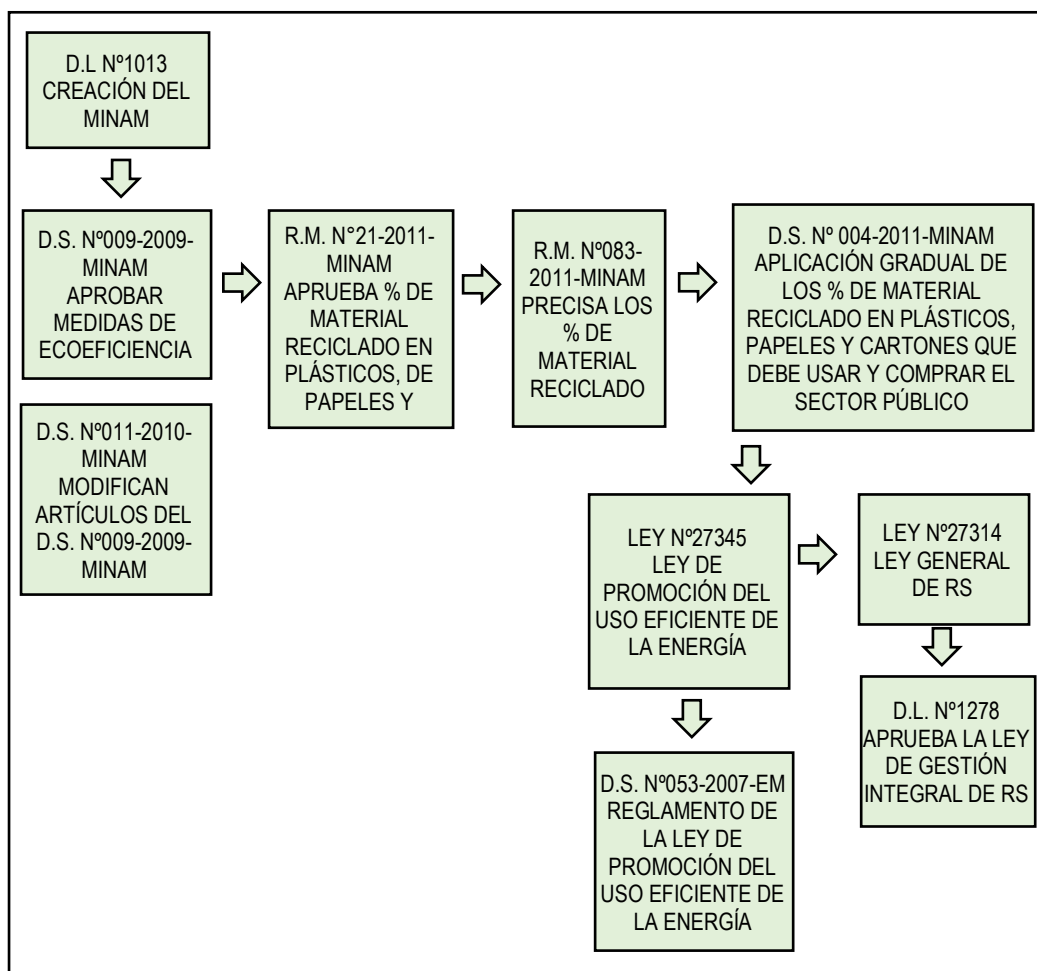 D.L Nº1013
CREACIÓN DEL
MINAM
D.S. Nº009-2009-
MINAM
APROBAR
MEDIDAS DE
ECOEFICIENCIA
R.M. N°21-2011-
MINAM
APRUEBA % DE
MATERIAL
RECICLADO EN
PLÁSTICOS, DE
PAPELES Y
R.M. Nº083-
2011-MINAM
PRECISA LOS
% DE
MATERIAL
RECICLADO
D.S. Nº 004-2011-MINAM
APLICACIÓN GRADUAL DE
LOS % DE MATERIAL
RECICLADO EN PLÁSTICOS,
PAPELES Y CARTONES QUE
DEBE USAR Y COMPRAR EL
SECTOR PÚBLICO
D.S. Nº011-2010-
MINAM
MODIFICAN
ARTÍCULOS DEL
D.S. Nº009-2009-
MINAM
LEY Nº27345
LEY DE
PROMOCIÓN DEL
USO EFICIENTE DE
LA ENERGÍA
LEY Nº27314
LEY GENERAL
DE RS
D.L. Nº1278
APRUEBA LA LEY
DE GESTIÓN
INTEGRAL DE RS
D.S. Nº053-2007-EM
REGLAMENTO DE
LA LEY DE
PROMOCIÓN DEL
USO EFICIENTE DE
LA ENERGÍA